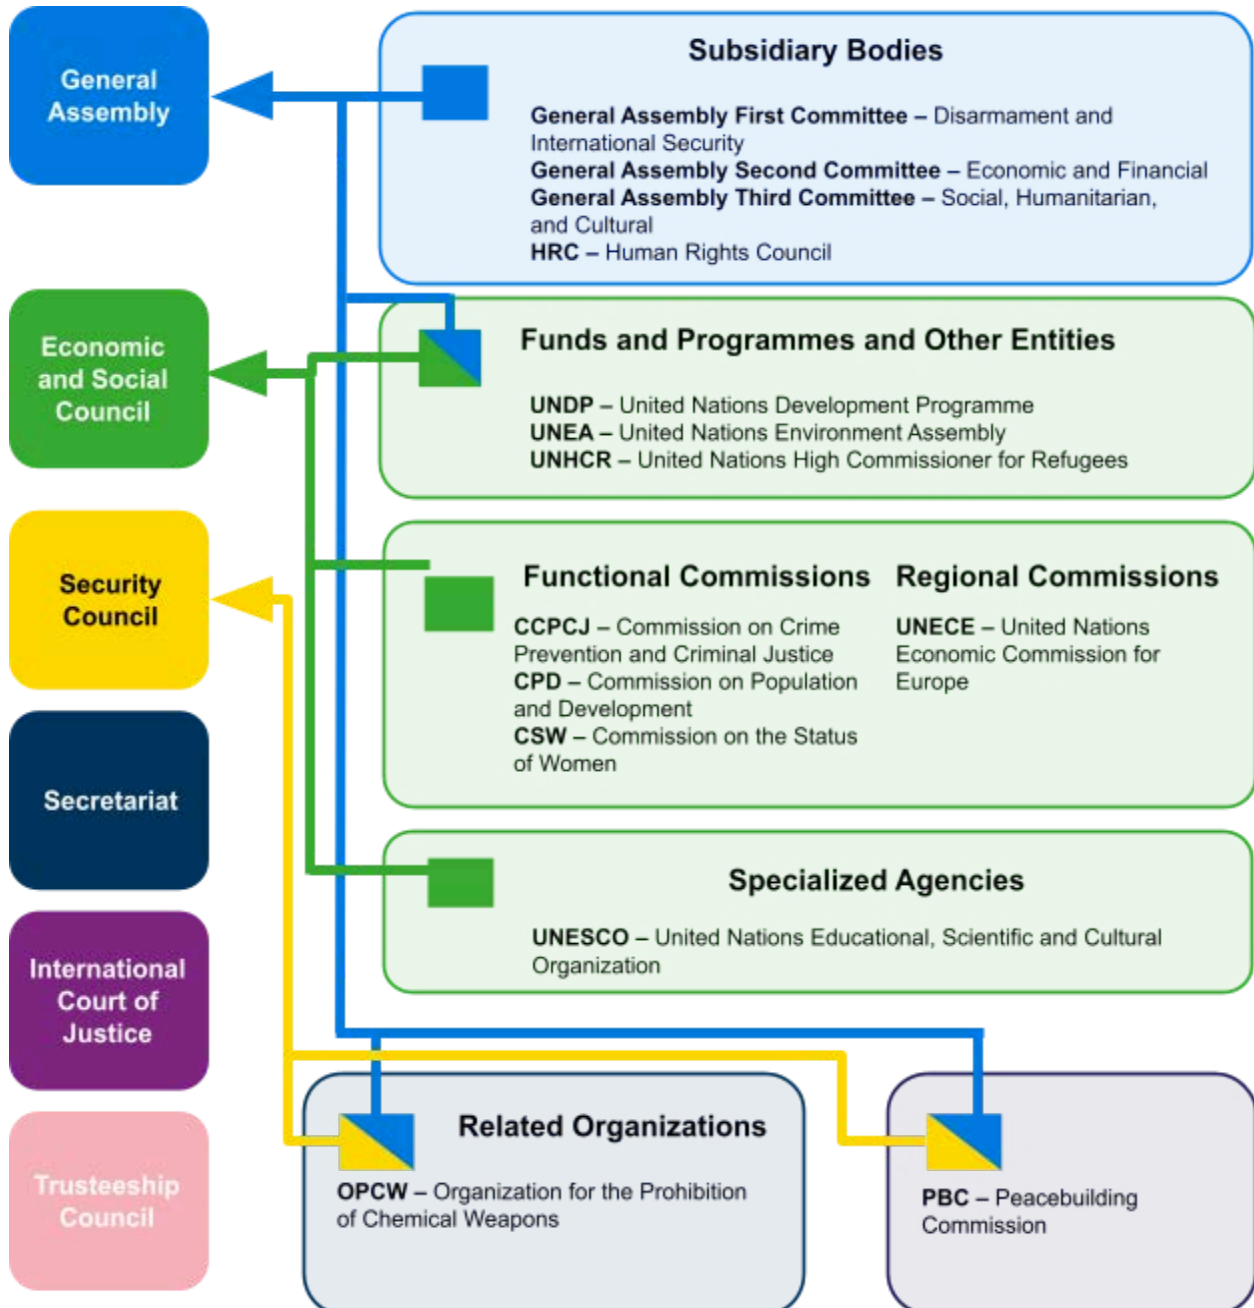 General
Assembly
Subsidiary Bodies
General Assembly First Committee – Disarmament and
International Security
General Assembly Second Committee – Economic and Financial
General Assembly Third Committee – Social, Humanitarian,
and Cultural
HRC – Human Rights Council
Economic
and Social
Council
Funds and Programmes and Other Entities
UNDP – United Nations Development Programme
UNEA – United Nations Environment Assembly
UNHCR – United Nations High Commissioner for Refugees
Security
Council
Functional Commissions
CCPCJ – Commission on Crime
Prevention and Criminal Justice
CPD – Commission on Population
and Development
CSW – Commission on the Status
of Women
Regional Commissions
UNECE – United Nations
Economic Commission for
Europe
Secretariat
Specialized Agencies
UNESCO – United Nations Educational, Scientific and Cultural
Organization
International
Court of
Justice
Trusteeship
Council
Related Organizations
OPCW – Organization for the Prohibition
of Chemical Weapons
PBC – Peacebuilding
Commission